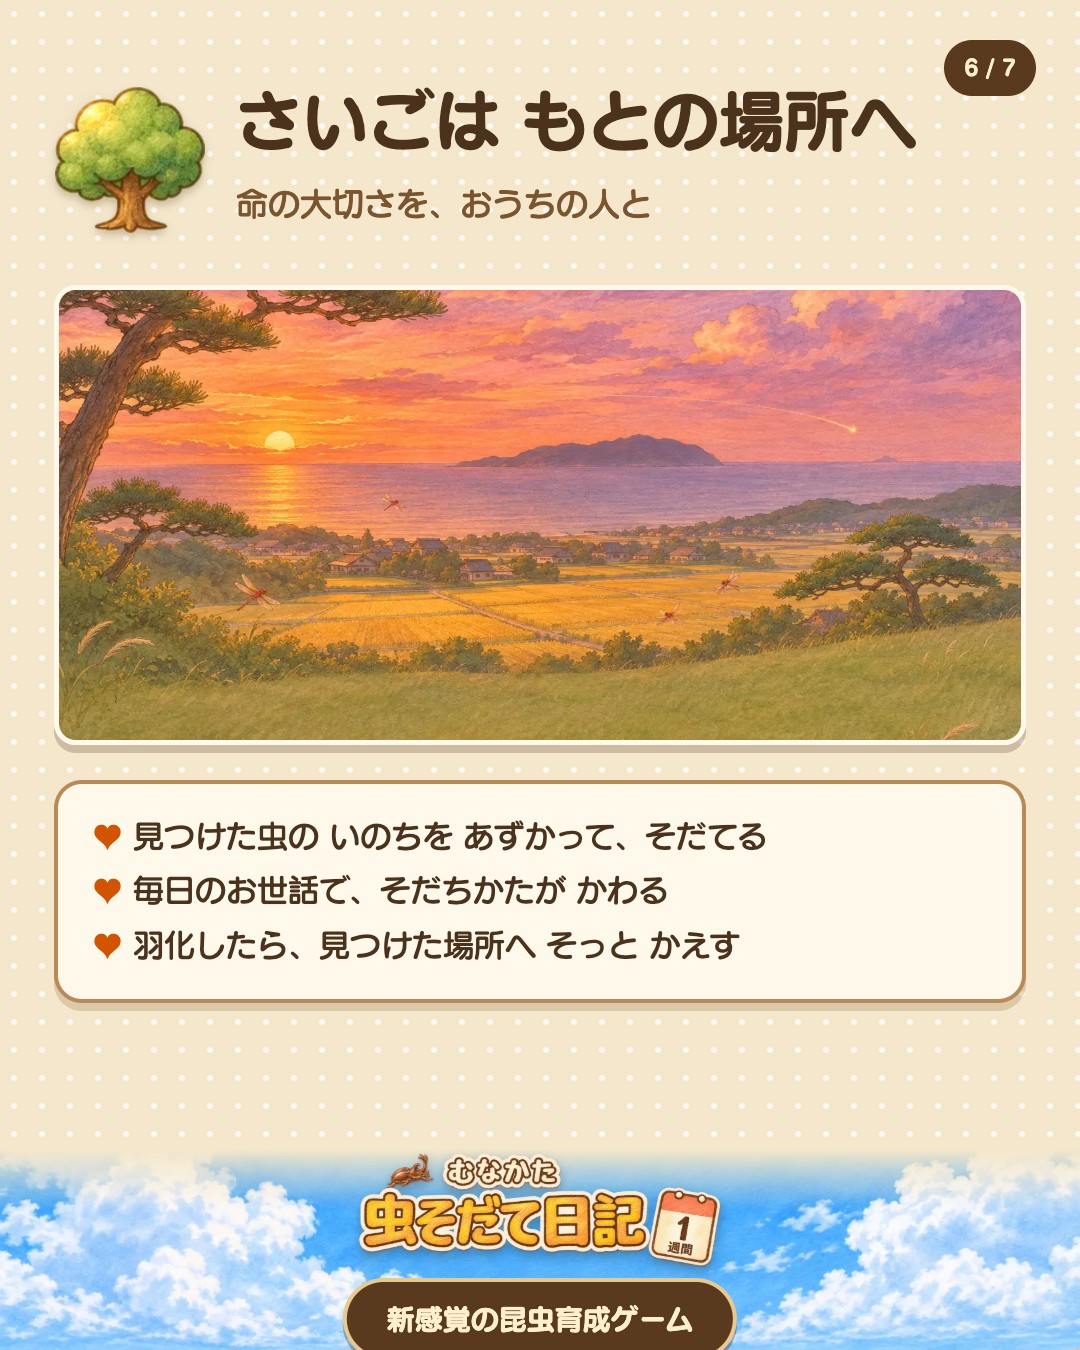 6 / 7
さいごは もとの場所へ
命の大切さを、おうちの人と
見つけた虫の いのちを あずかって、そだてる
毎日のお世話で、そだちかたが かわる
羽化したら、見つけた場所へ そっと かえす
むなかた
虫そだて日記
1
週間
新感覚の昆虫育成ゲーム